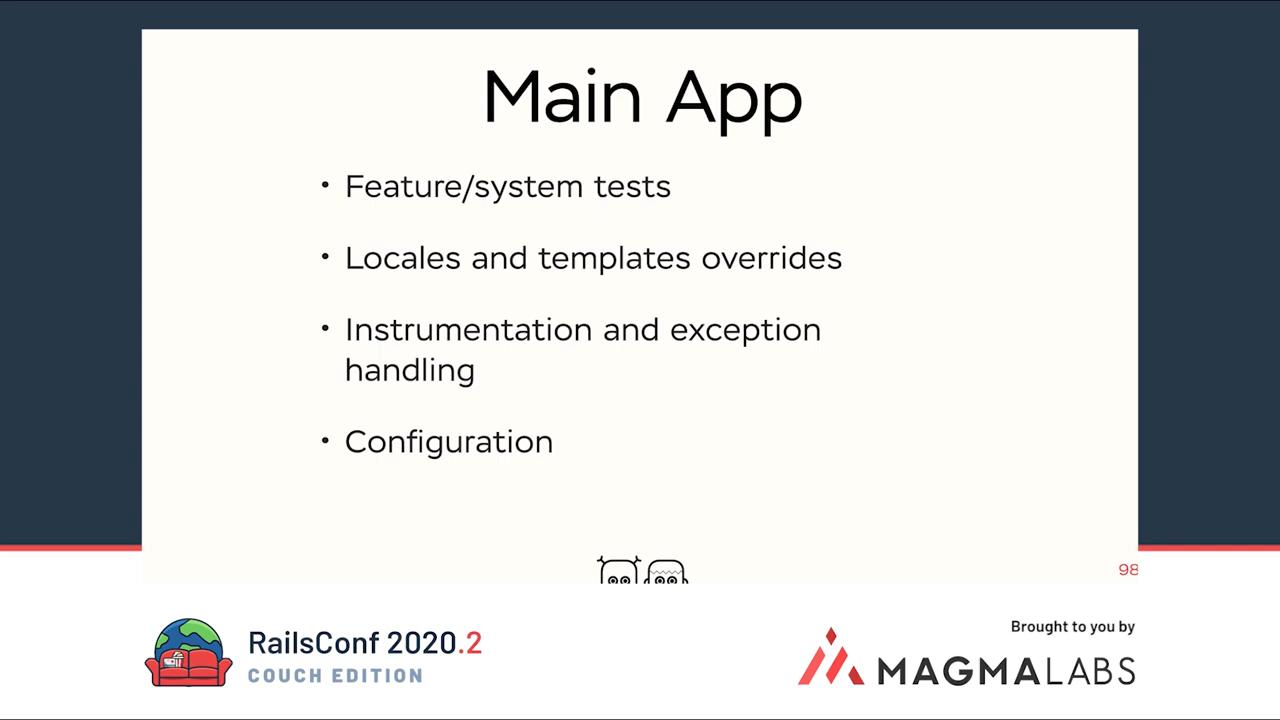 Main App
• Feature/system tests
• Locales and templates overrides
• Instrumentation and exception
handling
• Configuration
98
RailsConf 2020.2
COUCH EDITION
Brought to you by
MAGMALABS